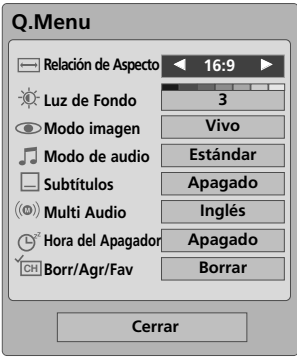 Q.Menu
Relación de Aspecto ◀ 16:9 ▶
Luz de Fondo 3
Modo imagen Vivo
Modo de audio Estándar
Subtítulos Apagado
Multi Audio Inglés
Hora del Apagador Apagado
CH Borr/Agr/Fav Borrar
Cerrar